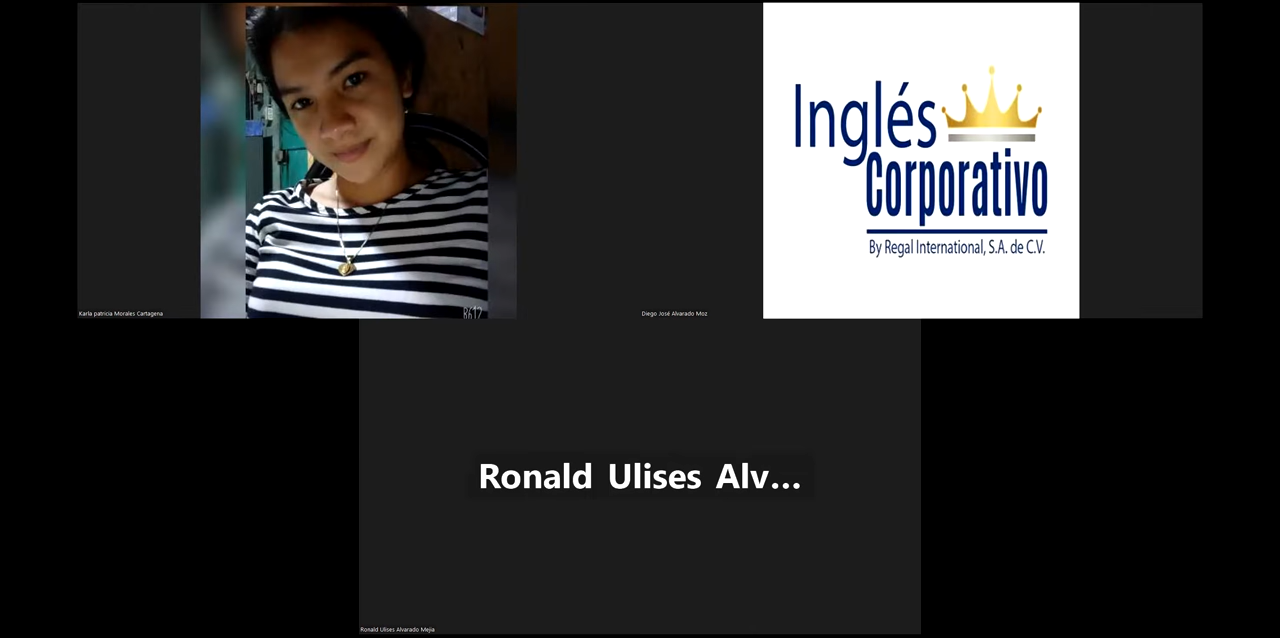 Inglés
Corporativo
By Regal International, S.A. de C.V.
B612
Karla patricia Morales Cartagena
Diego José Alvarado Moz
Ronald Ulises Alv...
Ronald Ulises Alvarado Mejia